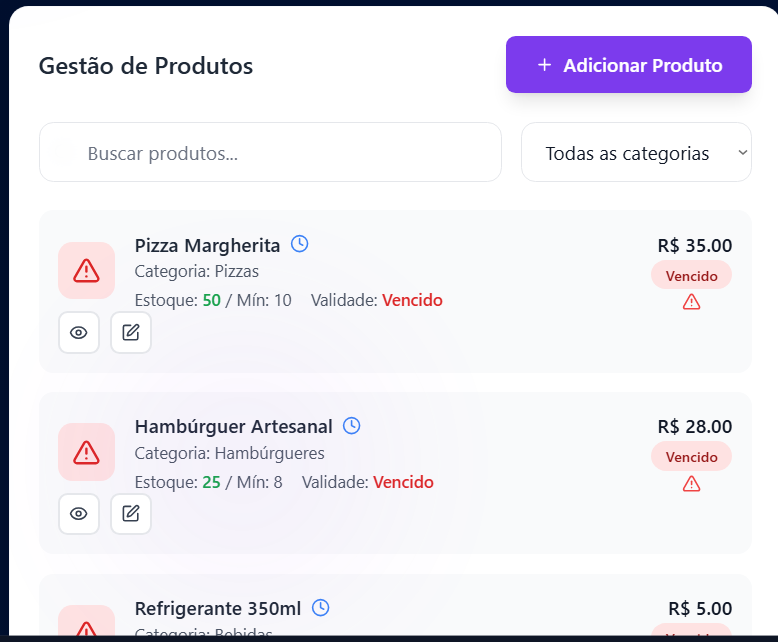 Gestão de Produtos
+ Adicionar Produto
Buscar produtos...
Todas as categorias
Pizza Margherita
R$ 35.00
Categoria: Pizzas
Vencido
Estoque: 50 / Mín: 10 Validade: Vencido
Hambúrguer Artesanal
R$ 28.00
Categoria: Hambúrgueres
Vencido
Estoque: 25 / Mín: 8 Validade: Vencido
Refrigerante 350ml
R$ 5.00
Categoria: Bebidas